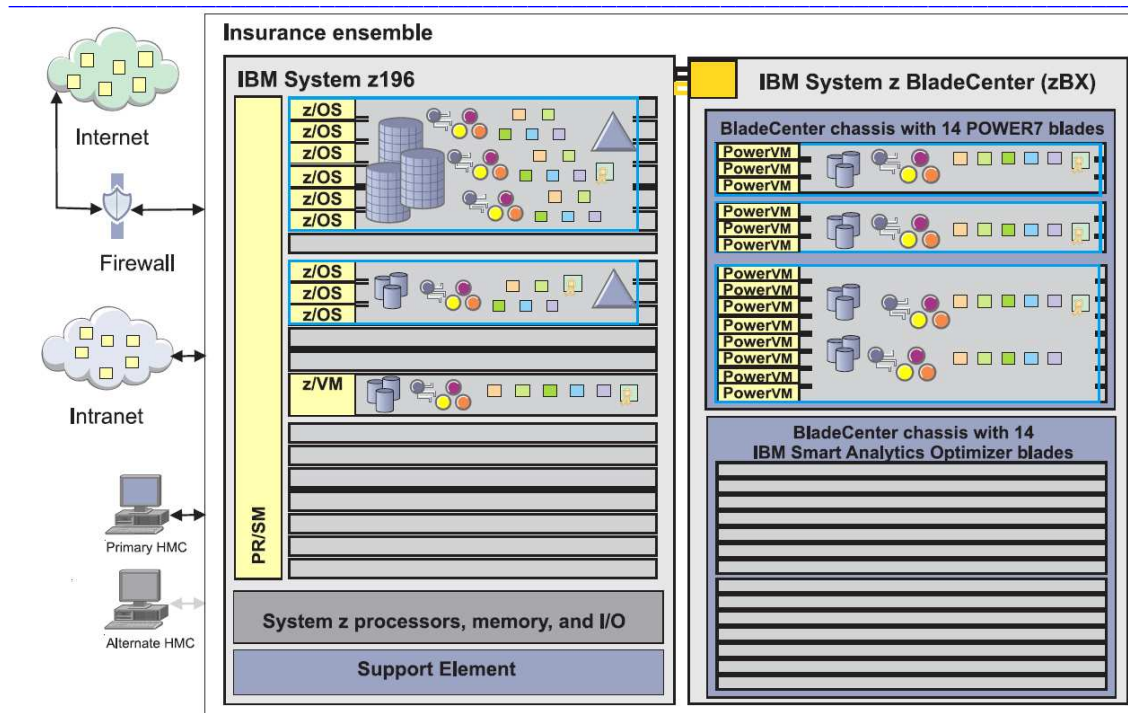 Insurance ensemble
Internet
Firewall
Intranet
Primary HMC
Alternate HMC
IBM System z196
PR/SM
z/OS
z/OS
z/OS
z/OS
z/OS
z/OS
z/OS
z/OS
z/OS
z/VM
System z processors, memory, and I/O
Support Element
IBM System z BladeCenter (zBX)
BladeCenter chassis with 14 POWER7 blades
PowerVM
PowerVM
PowerVM
PowerVM
PowerVM
PowerVM
PowerVM
PowerVM
PowerVM
PowerVM
PowerVM
PowerVM
PowerVM
PowerVM
BladeCenter chassis with 14
IBM Smart Analytics Optimizer blades